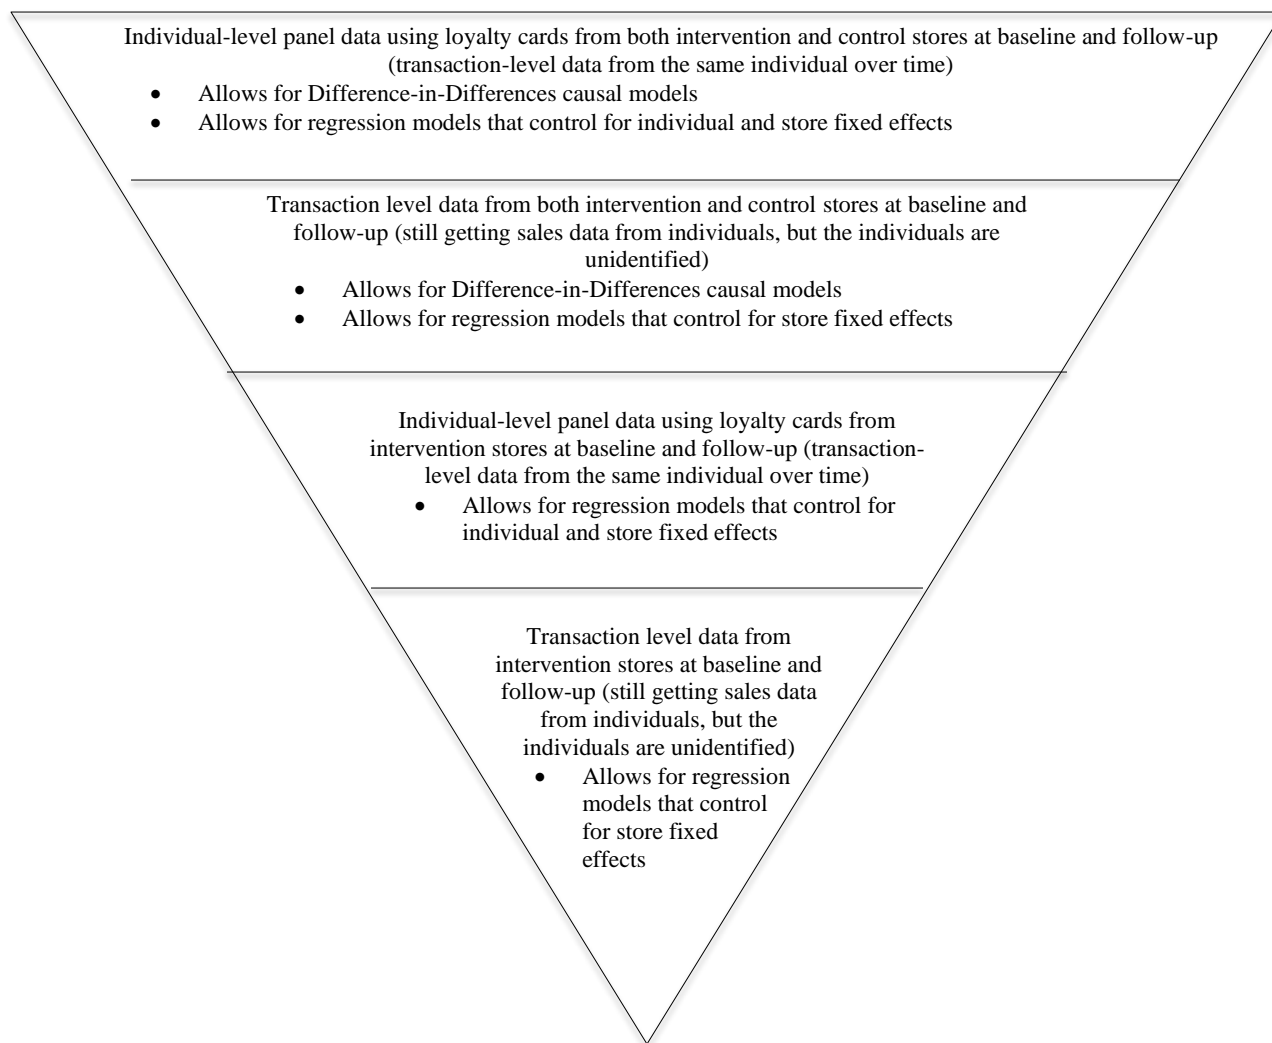 Individual-level panel data using loyalty cards from both intervention and control stores at baseline and follow-up
(transaction-level data from the same individual over time)
• Allows for Difference-in-Differences causal models
• Allows for regression models that control for individual and store fixed effects
Transaction level data from both intervention and control stores at baseline and
follow-up (still getting sales data from individuals, but the individuals are
unidentified)
• Allows for Difference-in-Differences causal models
• Allows for regression models that control for store fixed effects
Individual-level panel data using loyalty cards from
intervention stores at baseline and follow-up (transaction-
level data from the same individual over time)
• Allows for regression models that control for
individual and store fixed effects
Transaction level data from
intervention stores at baseline and
follow-up (still getting sales data
from individuals, but the
individuals are unidentified)
• Allows for regression
models that control
for store fixed
effects